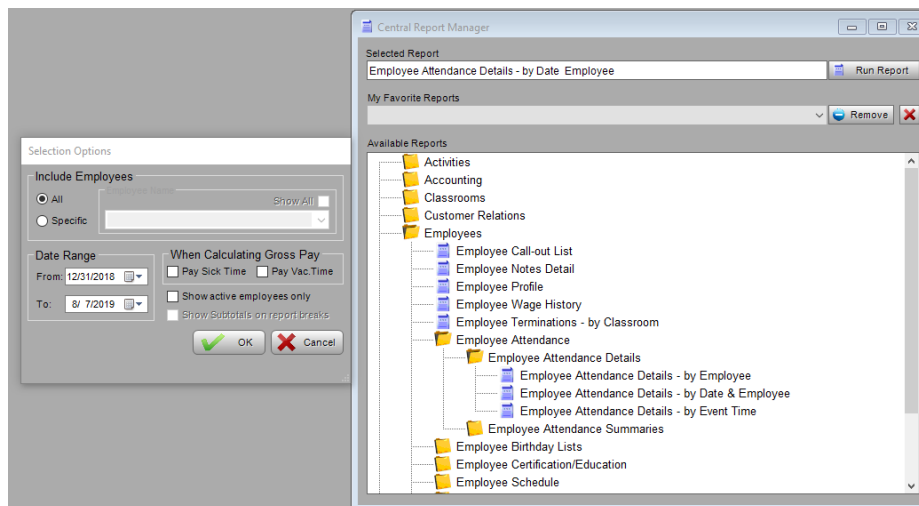 Central Report Manager
Selected Report
Employee Attendance Details - by Date  Employee
Run Report
My Favorite Reports
Remove
Available Reports
Activities
Accounting
Classrooms
Customer Relations
Employees
Employee Call-out List
Employee Notes Detail
Employee Profile
Employee Wage History
Employee Terminations - by Classroom
Employee Attendance
Employee Attendance Details
Employee Attendance Details - by Employee
Employee Attendance Details - by Date & Employee
Employee Attendance Details - by Event Time
Employee Attendance Summaries
Employee Birthday Lists
Employee Certification/Education
Employee Schedule
Selection Options
Include Employees
Employee Name
All
Show All
Specific
Date Range
From: 12/31/2018
To: 8/ 7/2019
When Calculating Gross Pay
Pay Sick Time Pay Vac.Time
Show active employees only
Show Subtotals on report breaks
OK Cancel